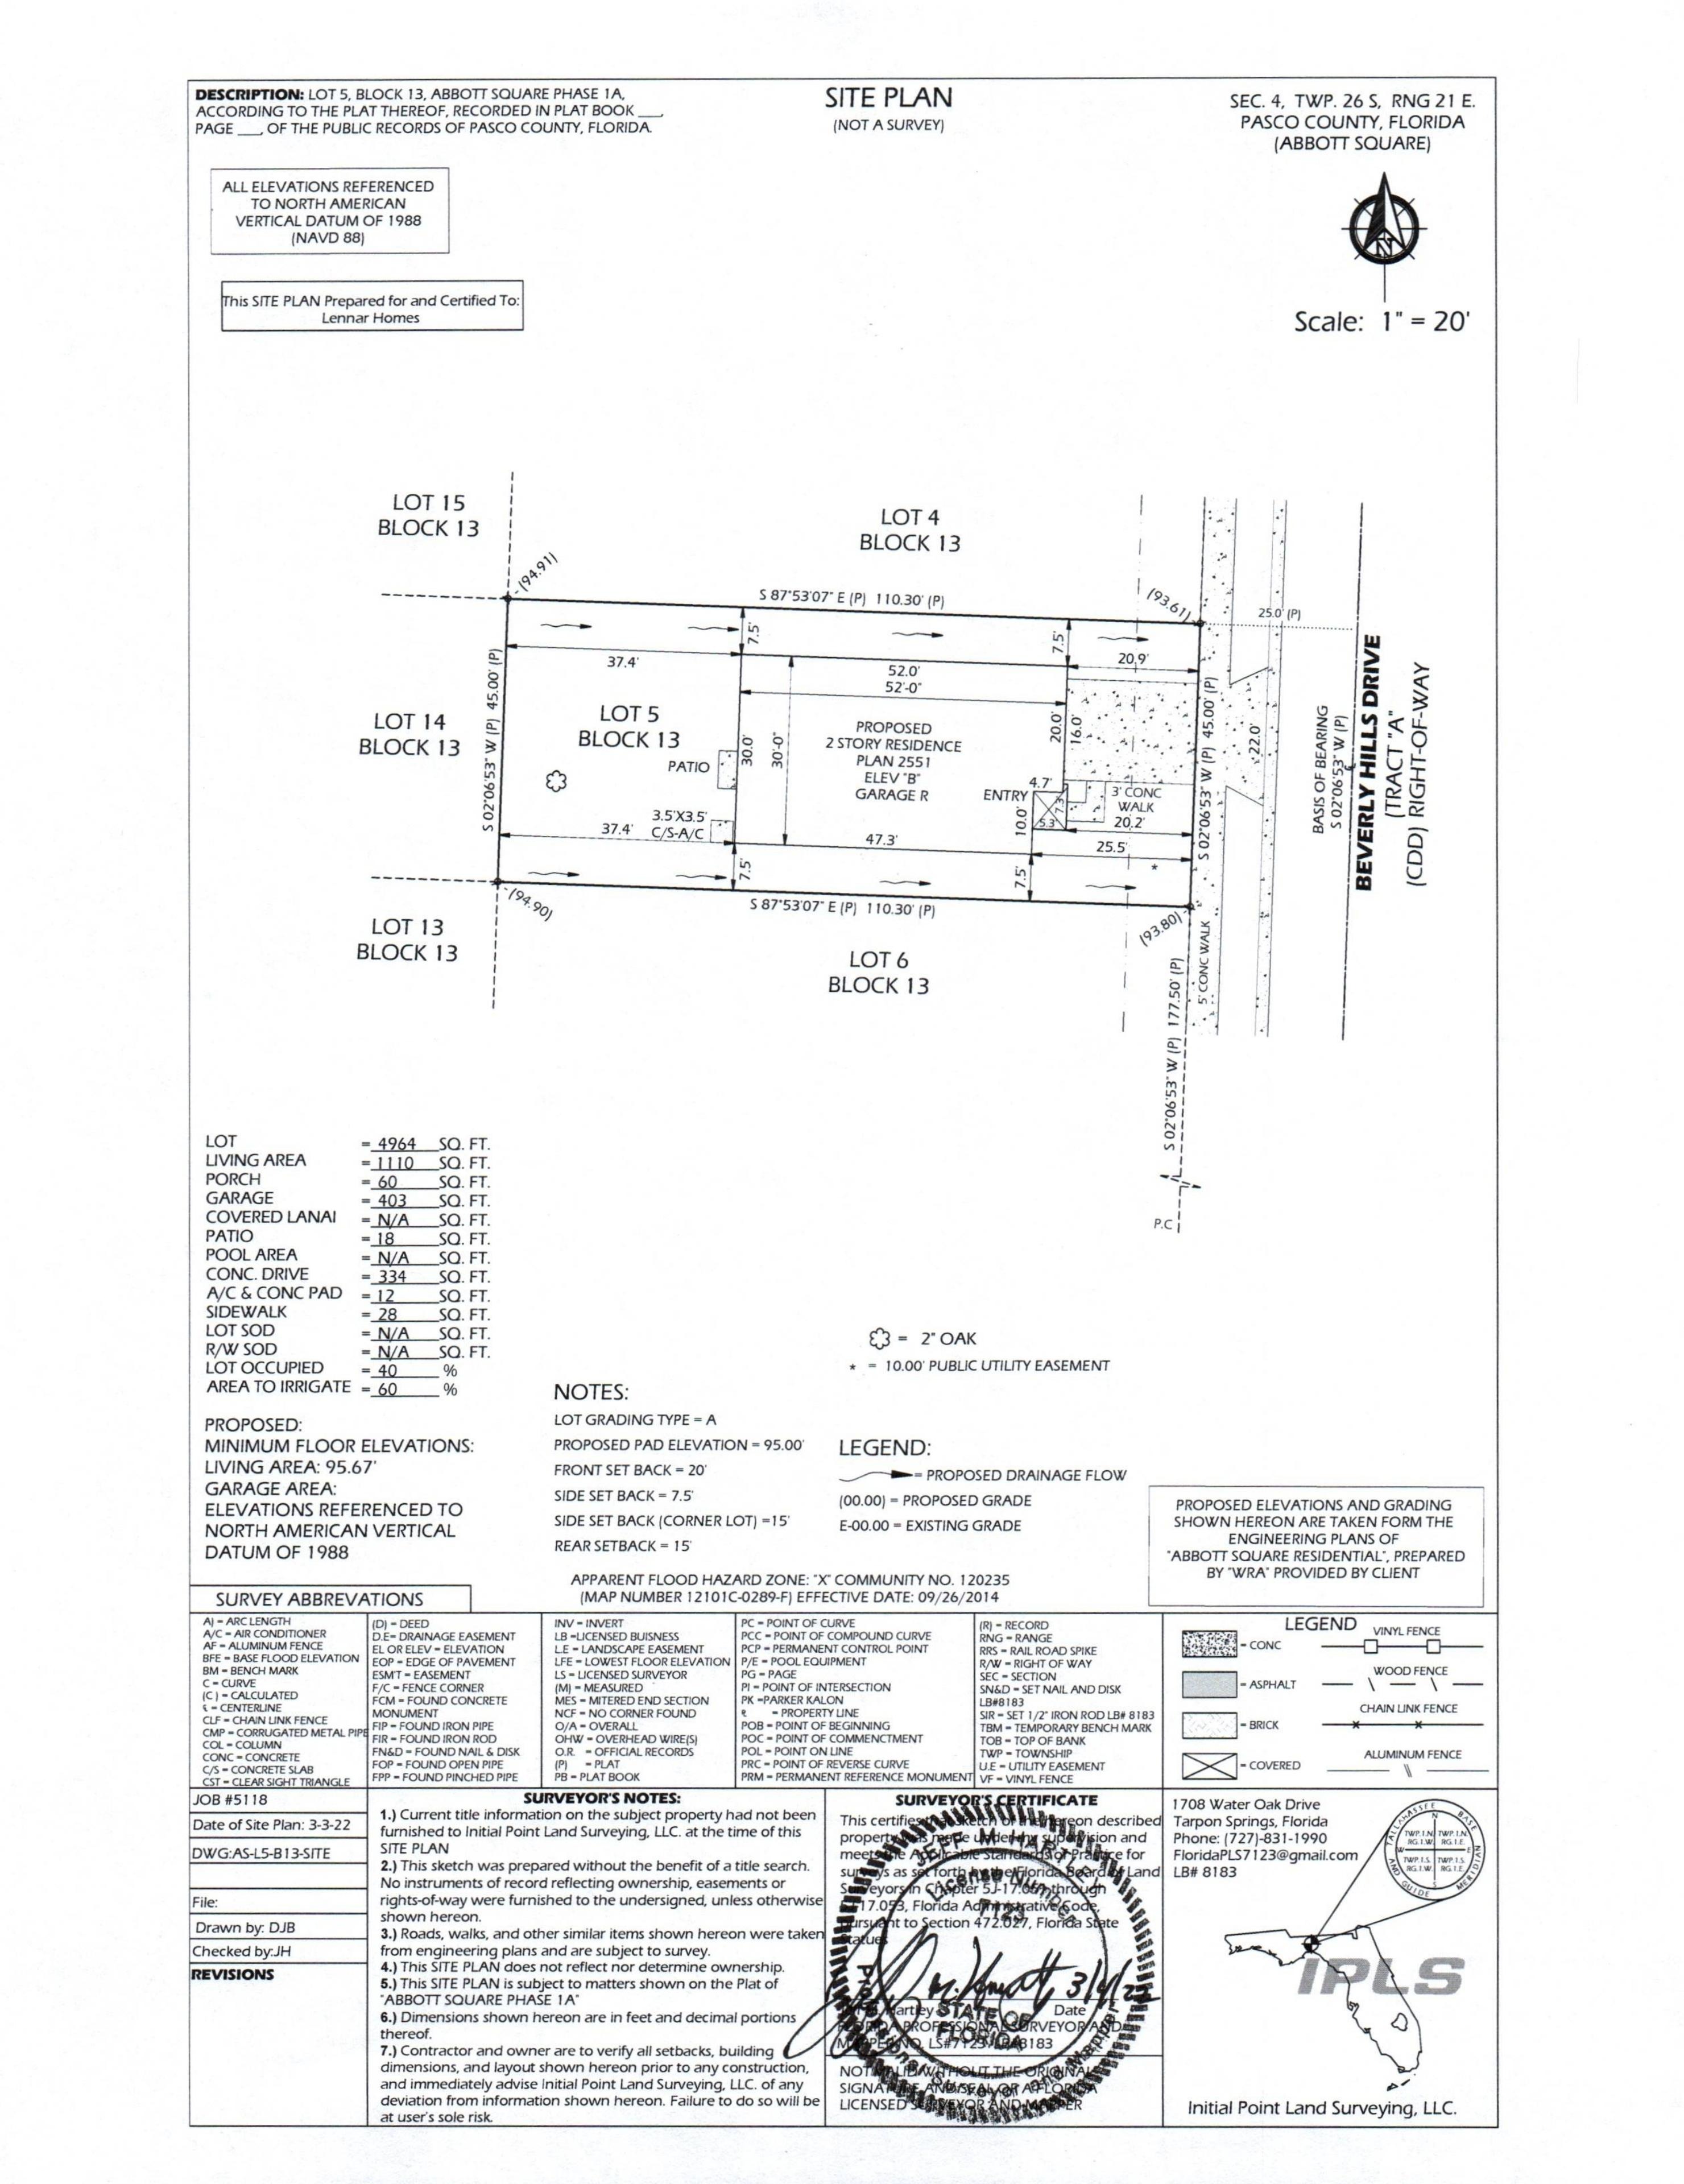 DESCRIPTION: LOT 5, BLOCK 13, ABBOTT SQUARE PHASE 1A,
ACCORDING TO THE PLAT THEREOF, RECORDED IN PLAT BOOK ___,
PAGE ___, OF THE PUBLIC RECORDS OF PASCO COUNTY, FLORIDA.
SITE PLAN
(NOT A SURVEY)
SEC. 4, TWP. 26 S, RNG 21 E.
PASCO COUNTY, FLORIDA
(ABBOTT SQUARE)
ALL ELEVATIONS REFERENCED
TO NORTH AMERICAN
VERTICAL DATUM OF 1988
(NAVD 88)
This SITE PLAN Prepared for and Certified To:
Lennar Homes
N
Scale: 1" = 20'
LOT 15
BLOCK 13
LOT 4
BLOCK 13
(94.91)
S 87°53'07" E (P) 110.30' (P)
(93.61)
25.0' (P)
7.5'
7.5'
37.4'
52.0'
20.9'
52'-0"
LOT 14
BLOCK 13
S 02°06'53" W (P) 45.00' (P)
LOT 5
BLOCK 13
PATIO
30.0'
30'-0"
PROPOSED
2 STORY RESIDENCE
PLAN 2551
ELEV "B"
GARAGE R
20.0'
16.0'
ENTRY
4.7'
7.3'
5.3'
10.0'
3' CONC
WALK
20.2'
S 02°06'53" W (P) 45.00' (P)
22.0'
BASIS OF BEARING
S 02°06'53" W (P)
BEVERLY HILLS DRIVE
(TRACT "A")
(CDD) RIGHT-OF-WAY
3.5'X3.5'
C/S-A/C
37.4'
47.3'
25.5'
*
7.5'
7.5'
(94.90)
S 87°53'07" E (P) 110.30' (P)
(93.80)
LOT 13
BLOCK 13
LOT 6
BLOCK 13
5' CONC WALK
S 02°06'53" W (P) 177.50' (P)
P.C
LOT = 4964 SQ. FT.
LIVING AREA = 1110 SQ. FT.
PORCH = 60 SQ. FT.
GARAGE = 403 SQ. FT.
COVERED LANAI = N/A SQ. FT.
PATIO = 18 SQ. FT.
POOL AREA = N/A SQ. FT.
CONC. DRIVE = 334 SQ. FT.
A/C & CONC PAD = 12 SQ. FT.
SIDEWALK = 28 SQ. FT.
LOT SOD = N/A SQ. FT.
R/W SOD = N/A SQ. FT.
LOT OCCUPIED = 40 %
AREA TO IRRIGATE = 60 %
= 2" OAK
* = 10.00' PUBLIC UTILITY EASEMENT
PROPOSED:
MINIMUM FLOOR ELEVATIONS:
LIVING AREA: 95.67'
GARAGE AREA:
ELEVATIONS REFERENCED TO
NORTH AMERICAN VERTICAL
DATUM OF 1988
NOTES:
LOT GRADING TYPE = A
PROPOSED PAD ELEVATION = 95.00'
FRONT SET BACK = 20'
SIDE SET BACK = 7.5'
SIDE SET BACK (CORNER LOT) =15'
REAR SETBACK = 15'
LEGEND:
= PROPOSED DRAINAGE FLOW
(00.00) = PROPOSED GRADE
E-00.00 = EXISTING GRADE
PROPOSED ELEVATIONS AND GRADING
SHOWN HEREON ARE TAKEN FORM THE
ENGINEERING PLANS OF
"ABBOTT SQUARE RESIDENTIAL", PREPARED
BY "WRA" PROVIDED BY CLIENT
APPARENT FLOOD HAZARD ZONE: "X" COMMUNITY NO. 120235
(MAP NUMBER 12101C-0289-F) EFFECTIVE DATE: 09/26/2014
SURVEY ABBREVATIONS
A) = ARC LENGTH
A/C = AIR CONDITIONER
AF = ALUMINUM FENCE
BFE = BASE FLOOD ELEVATION
BM = BENCH MARK
C = CURVE
(C ) = CALCULATED
℄ = CENTERLINE
CLF = CHAIN LINK FENCE
CMP = CORRUGATED METAL PIPE
COL = COLUMN
CONC = CONCRETE
C/S = CONCRETE SLAB
CST = CLEAR SIGHT TRIANGLE
(D) = DEED
D.E= DRAINAGE EASEMENT
EL OR ELEV = ELEVATION
EOP = EDGE OF PAVEMENT
ESM'T = EASEMENT
F/C = FENCE CORNER
FCM = FOUND CONCRETE
MONUMENT
FIP = FOUND IRON PIPE
FIR = FOUND IRON ROD
FN&D = FOUND NAIL & DISK
FOP = FOUND OPEN PIPE
FPP = FOUND PINCHED PIPE
INV = INVERT
LB =LICENSED BUISNESS
L.E = LANDSCAPE EASEMENT
LFE = LOWEST FLOOR ELEVATION
LS = LICENSED SURVEYOR
(M) = MEASURED
MES = MITERED END SECTION
NCF = NO CORNER FOUND
O/A = OVERALL
OHW = OVERHEAD WIRE(S)
O.R. = OFFICIAL RECORDS
(P) = PLAT
PB = PLAT BOOK
PC = POINT OF CURVE
PCC = POINT OF COMPOUND CURVE
PCP = PERMANENT CONTROL POINT
P/E = POOL EQUIPMENT
PG = PAGE
PI = POINT OF INTERSECTION
PK =PARKER KALON
= PROPERTY LINE
POB = POINT OF BEGINNING
POC = POINT OF COMMENCTMENT
POL = POINT ON LINE
PRC = POINT OF REVERSE CURVE
PRM = PERMANENT REFERENCE MONUMENT
(R) = RECORD
RNG = RANGE
RRS = RAIL ROAD SPIKE
R/W = RIGHT OF WAY
SEC = SECTION
SN&D = SET NAIL AND DISK
LB#8183
SIR = SET 1/2" IRON ROD LB# 8183
TBM = TEMPORARY BENCH MARK
TOB = TOP OF BANK
TWP = TOWNSHIP
U.E = UTILITY EASEMENT
VF = VINYL FENCE
LEGEND
= CONC
= ASPHALT
= BRICK
= COVERED
VINYL FENCE
WOOD FENCE
CHAIN LINK FENCE
ALUMINUM FENCE
JOB #5118
Date of Site Plan: 3-3-22
DWG:AS-L5-B13-SITE
File:
Drawn by: DJB
Checked by:JH
REVISIONS
SURVEYOR'S NOTES:
1.) Current title information on the subject property had not been
furnished to Initial Point Land Surveying, LLC. at the time of this
SITE PLAN
2.) This sketch was prepared without the benefit of a title search.
No instruments of record reflecting ownership, easements or
rights-of-way were furnished to the undersigned, unless otherwise
shown hereon.
3.) Roads, walks, and other similar items shown hereon were taken
from engineering plans and are subject to survey.
4.) This SITE PLAN does not reflect nor determine ownership.
5.) This SITE PLAN is subject to matters shown on the Plat of
"ABBOTT SQUARE PHASE 1A"
6.) Dimensions shown hereon are in feet and decimal portions
thereof.
7.) Contractor and owner are to verify all setbacks, building
dimensions, and layout shown hereon prior to any construction,
and immediately advise Initial Point Land Surveying, LLC. of any
deviation from information shown hereon. Failure to do so will be
at user's sole risk.
SURVEYOR'S CERTIFICATE
This certifies that sketch of the hereon described
property was made under my supervision and
meets the Applicable Standards of Practice for
surveys as set forth by the Florida Board of Land
Surveyors in Chapter 5J-17.051 through
17.053, Florida Administrative Code,
pursuant to Section 472.027, Florida State
Statues
JEFF M HARTLEY
License Number
7123
STATE OF
FLORIDA
Professional Surveyor and Mapper
3/4/22
Hartley Date
FLORIDA PROFESSIONAL SURVEYOR AND
MAPPER NO. LS#7123 LB#8183
NOT VALID WITHOUT THE ORIGINAL
SIGNATURE AND SEAL OF A FLORIDA
LICENSED SURVEYOR AND MAPPER
1708 Water Oak Drive
Tarpon Springs, Florida
Phone: (727)-831-1990
FloridaPLS7123@gmail.com
LB# 8183
TALLAHASSEE BASE
AND GUIDE MERIDIAN
N
W
E
S
TWP.1.N. RG.1.W.
TWP.1.N. RG.1.E.
TWP.1.S. RG.1.W.
TWP.1.S. RG.1.E.
IPLS
Initial Point Land Surveying, LLC.